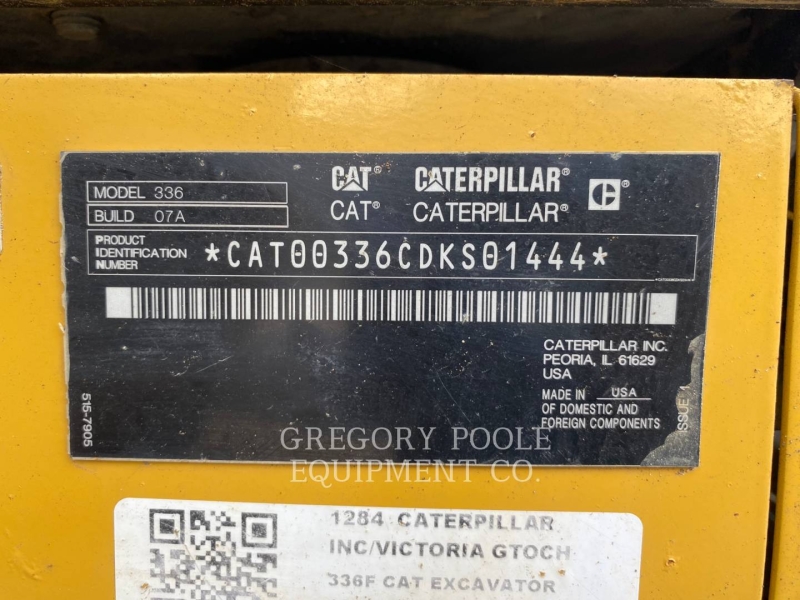 MODEL 336
BUILD 07A
CAT® CATERPILLAR® C®
CAT® CATERPILLAR®
PRODUCT
IDENTIFICATION
NUMBER
*CAT00336CDKS01444*
CATERPILLAR INC.
PEORIA, IL 61629
USA
MADE IN USA
OF DOMESTIC AND
FOREIGN COMPONENTS
515-7905
GREGORY POOLE
EQUIPMENT CO.
1284 CATERPILLAR
INC/VICTORIA GTOCH
336F CAT EXCAVATOR